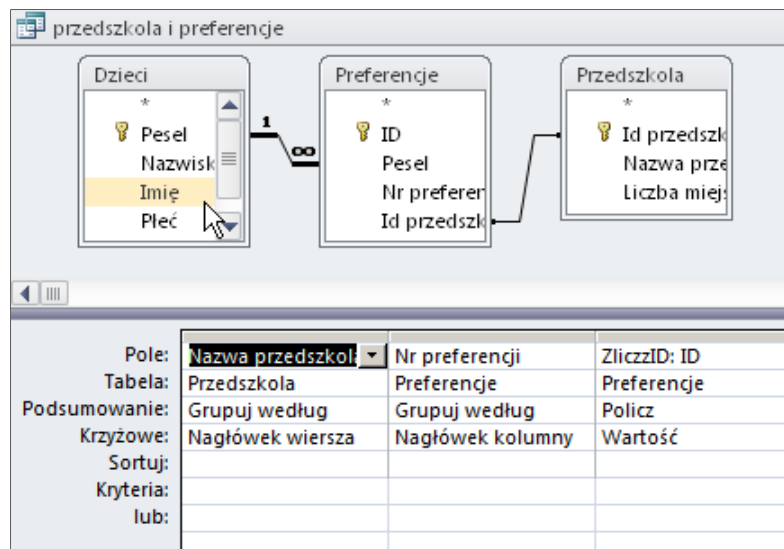 przedszkola i preferencje
Dzieci
*
Pesel
Nazwisk
Imię
Płeć
1
∞
Preferencje
*
ID
Pesel
Nr preferen
Id przedszk
Przedszkola
*
Id przedszk
Nazwa prze
Liczba miej
Pole: Nazwa przedszkol Nr preferencji ZliczzID: ID
Tabela: Przedszkola Preferencje Preferencje
Podsumowanie: Grupuj według Grupuj według Policz
Krzyżowe: Nagłówek wiersza Nagłówek kolumny Wartość
Sortuj:
Kryteria:
lub: